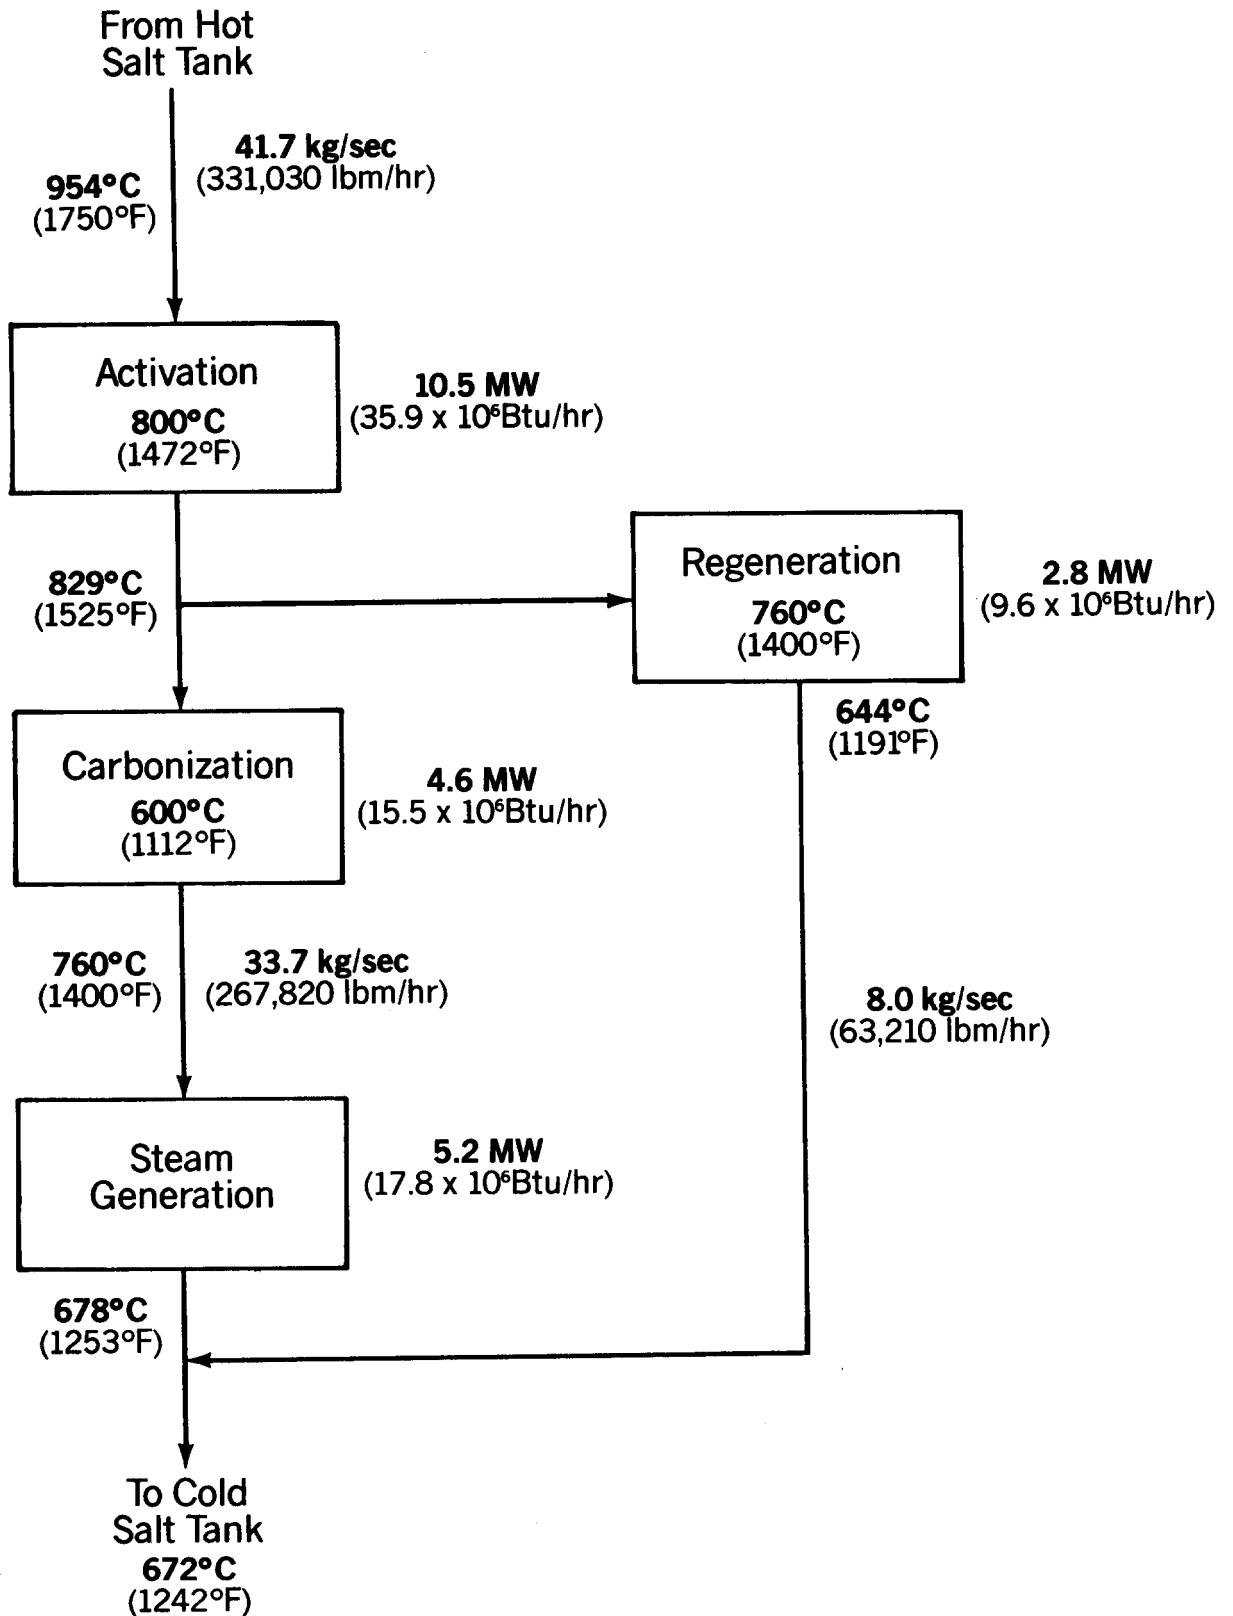 From Hot
Salt Tank
41.7 kg/sec
(331,030 lbm/hr)
954°C
(1750°F)
Activation
800°C
(1472°F)
10.5 MW
(35.9 x 10⁶Btu/hr)
829°C
(1525°F)
Regeneration
760°C
(1400°F)
2.8 MW
(9.6 x 10⁶Btu/hr)
644°C
(1191°F)
Carbonization
600°C
(1112°F)
4.6 MW
(15.5 x 10⁶Btu/hr)
760°C
(1400°F)
33.7 kg/sec
(267,820 lbm/hr)
8.0 kg/sec
(63,210 lbm/hr)
Steam
Generation
5.2 MW
(17.8 x 10⁶Btu/hr)
678°C
(1253°F)
To Cold
Salt Tank
672°C
(1242°F)